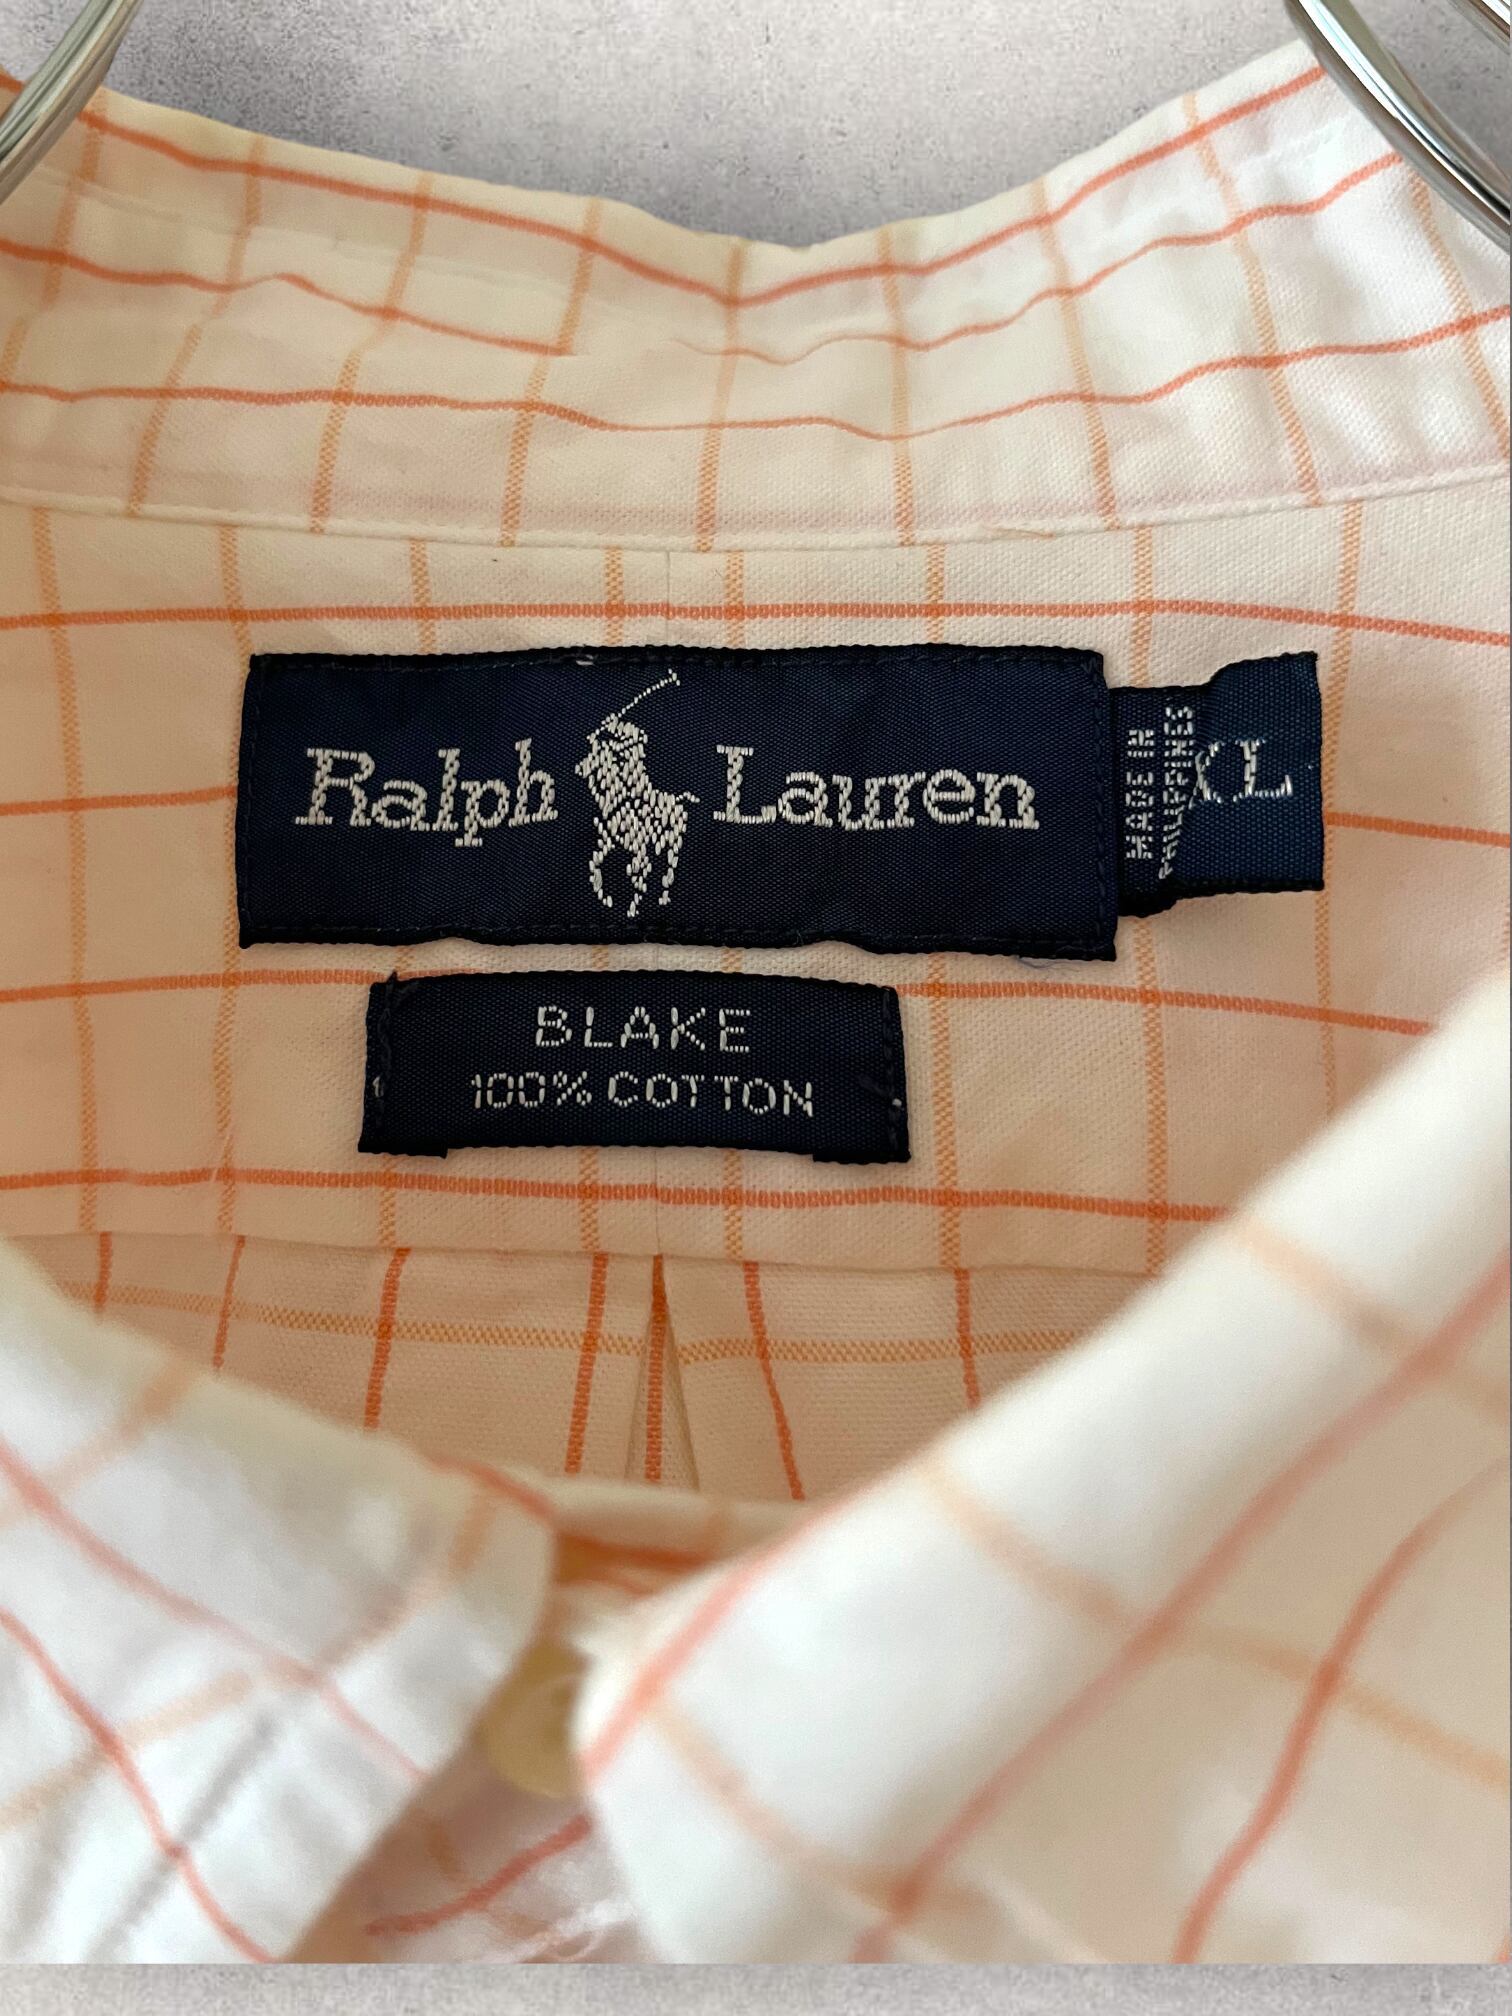 Ralph Lauren
MADE IN
PHILIPPINES
XL
BLAKE
100% COTTON